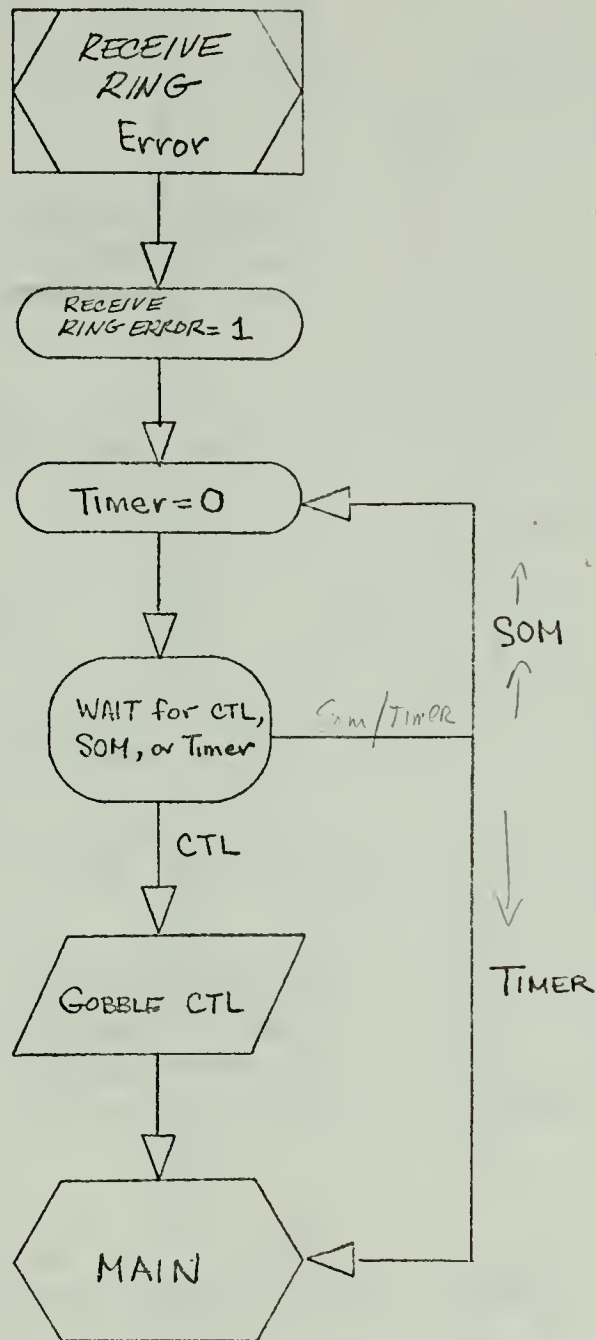 RECEIVE
RING
Error
RECEIVE
RING ERROR = 1
Timer = 0
SOM
WAIT for CTL,
SOM, or Timer
Som/TIMER
CTL
GOBBLE CTL
TIMER
MAIN